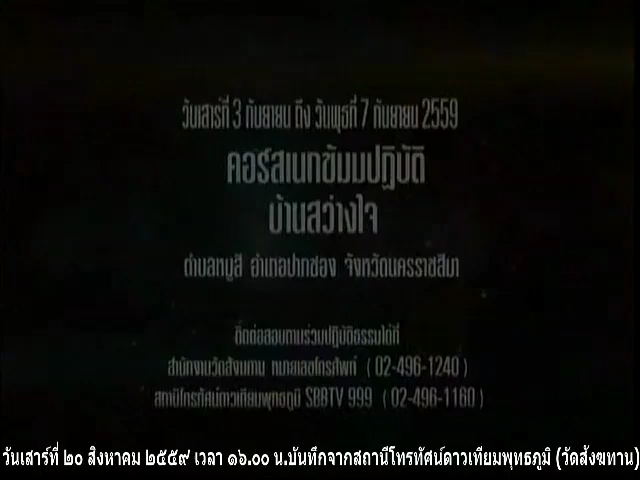 วันเสาร์ที่ 3 กันยายน ถึง วันพุธที่ 7 กันยายน 2559
คอร์สเนกขัมมปฏิบัติ
บ้านสว่างใจ
ตำบลหมูสี อำเภอปากช่อง จังหวัดนครราชสีมา
ติดต่อสอบถามร่วมปฏิบัติธรรมได้ที่
สำนักงานวัดสังฆทาน หมายเลขโทรศัพท์ ( 02-496-1240 )
สถานีโทรทัศน์ดาวเทียมพุทธภูมิ SBBTV 999 ( 02-496-1160 )
วันเสาร์ที่ ๒๐ สิงหาคม ๒๕๕๙ เวลา ๑๖.๐๐ น.บันทึกจากสถานีโทรทัศน์ดาวเทียมพุทธภูมิ (วัดสังฆทาน)